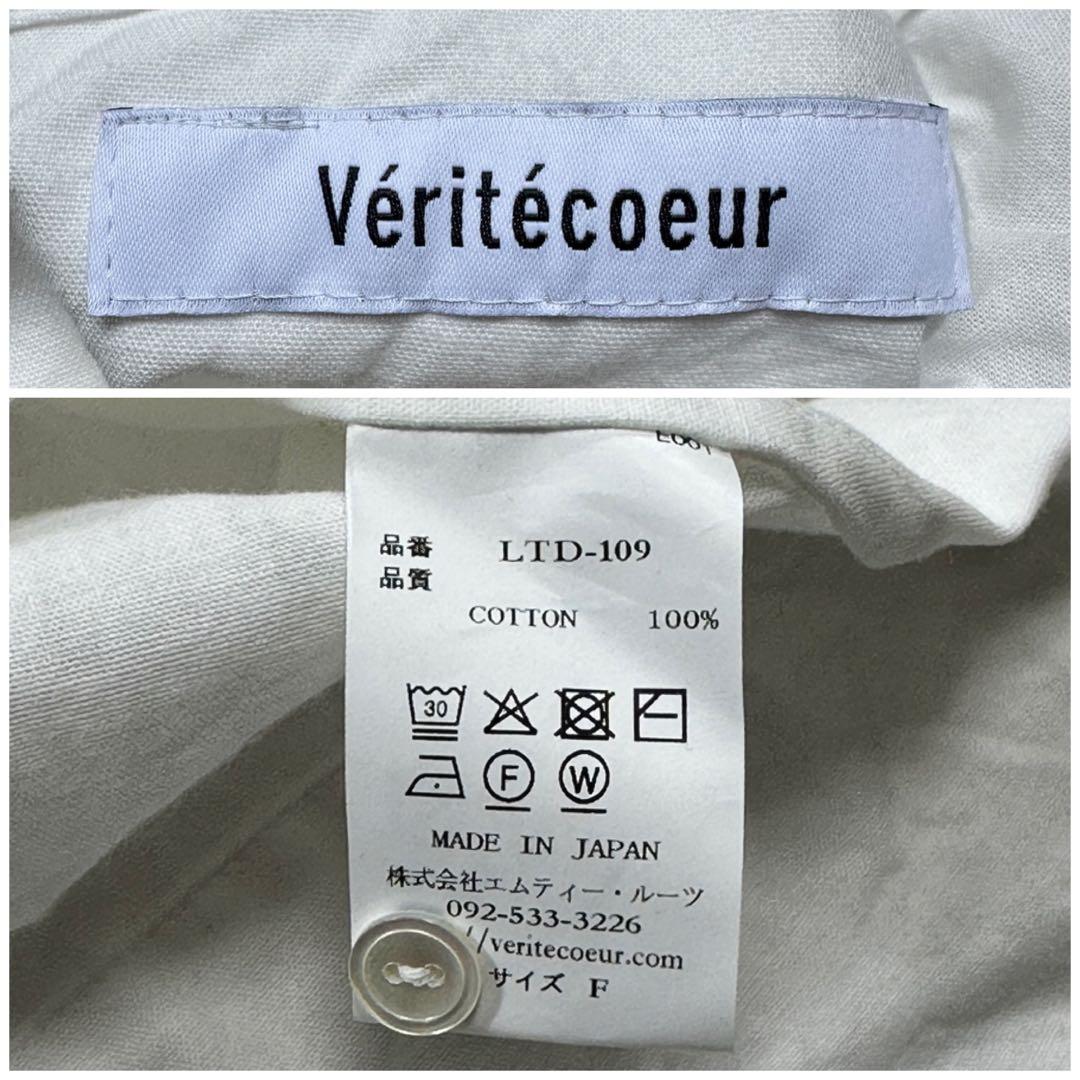 Véritécoeur
品番 LTD-109
品質
COTTON 100%
30
F W
MADE IN JAPAN
株式会社エムティー・ルーツ
092-533-3226
//veritecoeur.com
サイズ F